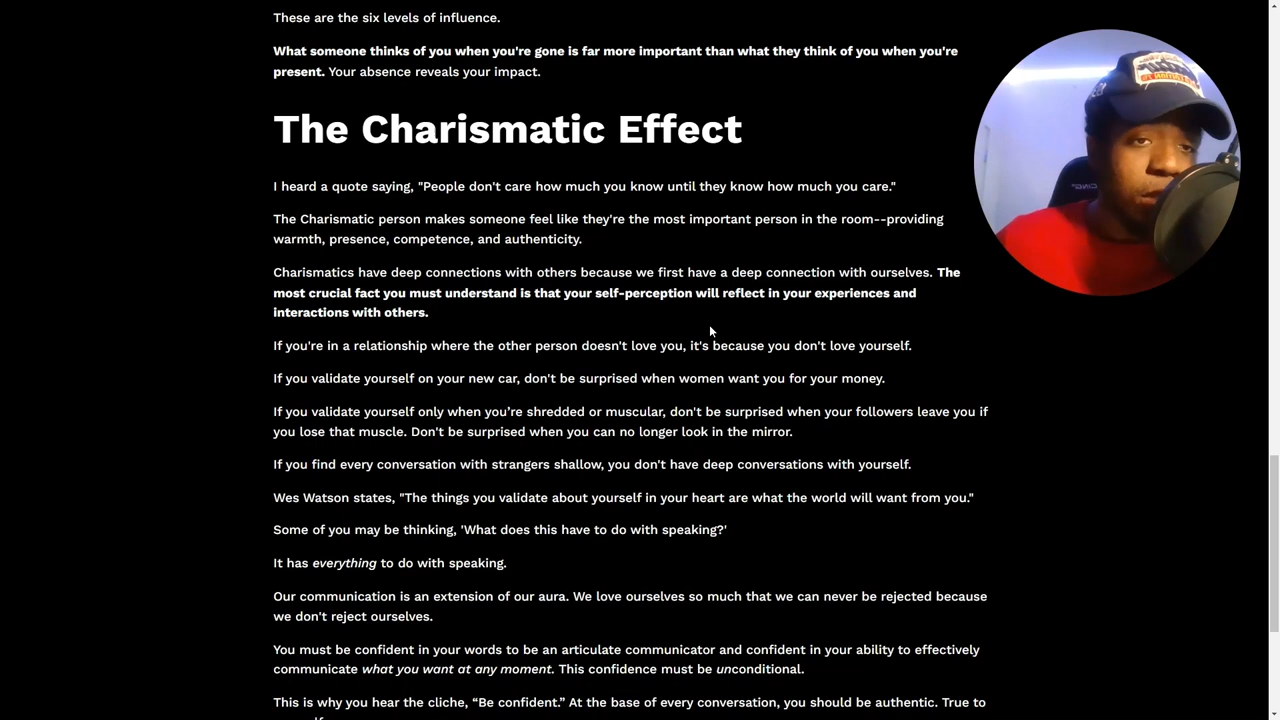 These are the six levels of influence.
What someone thinks of you when you're gone is far more important than what they think of you when you're
present. Your absence reveals your impact.
The Charismatic Effect
I heard a quote saying, "People don't care how much you know until they know how much you care."
The Charismatic person makes someone feel like they're the most important person in the room--providing
warmth, presence, competence, and authenticity.
Charismatics have deep connections with others because we first have a deep connection with ourselves. The
most crucial fact you must understand is that your self-perception will reflect in your experiences and
interactions with others.
If you're in a relationship where the other person doesn't love you, it's because you don't love yourself.
If you validate yourself on your new car, don't be surprised when women want you for your money.
If you validate yourself only when you’re shredded or muscular, don't be surprised when your followers leave you if
you lose that muscle. Don't be surprised when you can no longer look in the mirror.
If you find every conversation with strangers shallow, you don't have deep conversations with yourself.
Wes Watson states, "The things you validate about yourself in your heart are what the world will want from you."
Some of you may be thinking, 'What does this have to do with speaking?'
It has everything to do with speaking.
Our communication is an extension of our aura. We love ourselves so much that we can never be rejected because
we don't reject ourselves.
You must be confident in your words to be an articulate communicator and confident in your ability to effectively
communicate what you want at any moment. This confidence must be unconditional.
This is why you hear the cliche, “Be confident.” At the base of every conversation, you should be authentic. True to